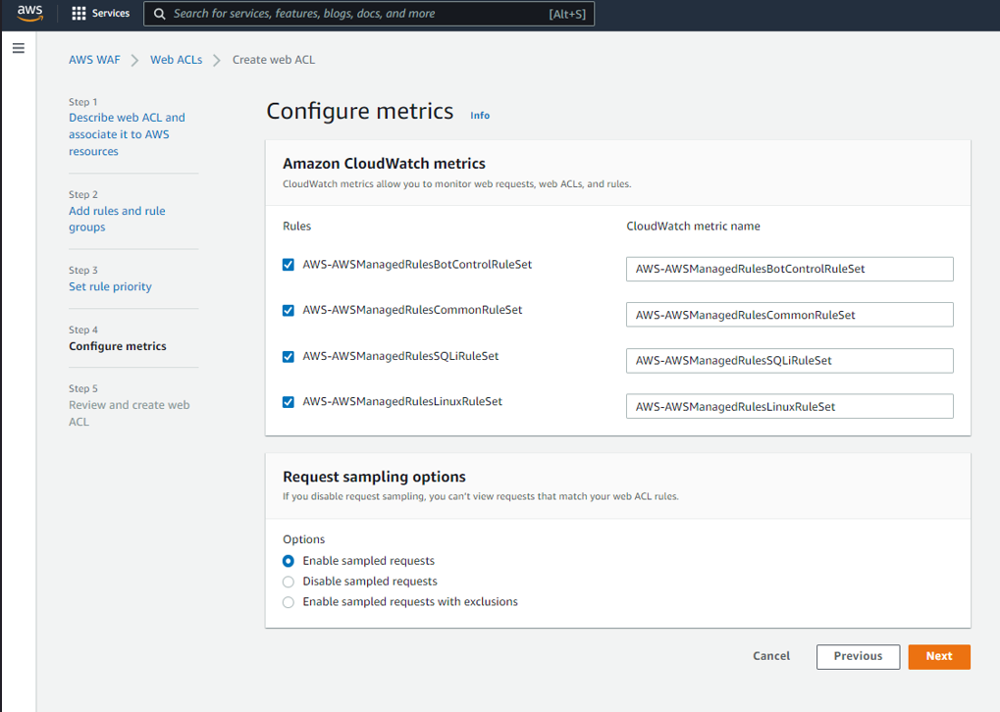 aws
Services
Search for services, features, blogs, docs, and more
[Alt+S]
AWS WAF
Web ACLs
Create web ACL
Step 1
Describe web ACL and
associate it to AWS
resources
Step 2
Add rules and rule
groups
Step 3
Set rule priority
Step 4
Configure metrics
Step 5
Review and create web
ACL
Configure metrics
Info
Amazon CloudWatch metrics
CloudWatch metrics allow you to monitor web requests, web ACLs, and rules.
Rules
CloudWatch metric name
AWS-AWSManagedRulesBotControlRuleSet
AWS-AWSManagedRulesBotControlRuleSet
AWS-AWSManagedRulesCommonRuleSet
AWS-AWSManagedRulesCommonRuleSet
AWS-AWSManagedRulesSQLiRuleSet
AWS-AWSManagedRulesSQLiRuleSet
AWS-AWSManagedRulesLinuxRuleSet
AWS-AWSManagedRulesLinuxRuleSet
Request sampling options
If you disable request sampling, you can't view requests that match your web ACL rules.
Options
Enable sampled requests
Disable sampled requests
Enable sampled requests with exclusions
Cancel
Previous
Next